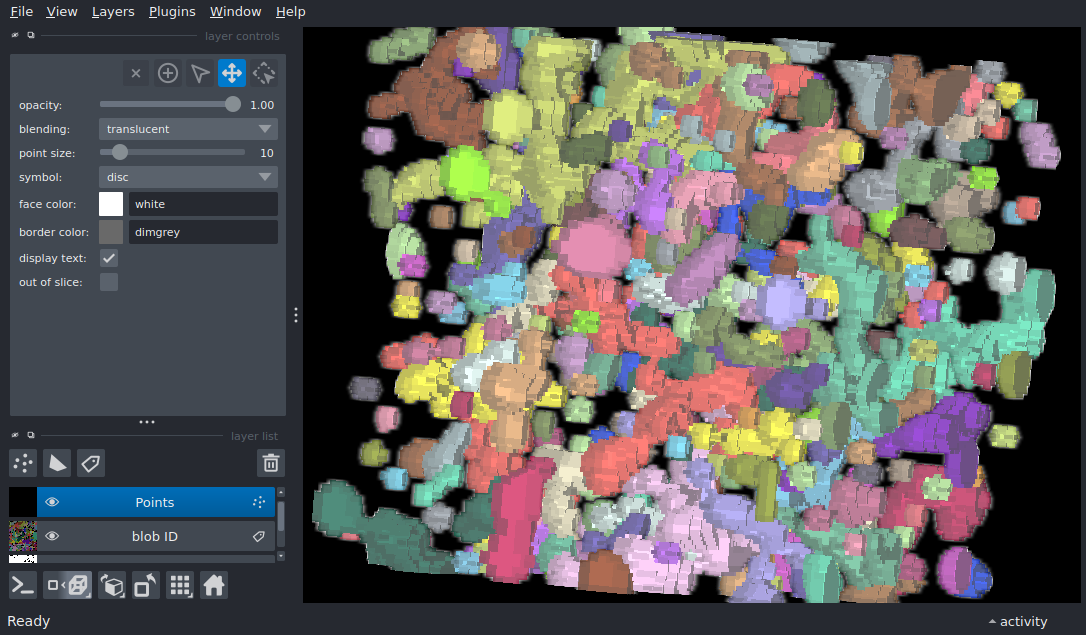 File View Layers Plugins Window Help
layer controls
opacity: 1.00
blending: translucent
point size: 10
symbol: disc
face color: white
border color: dimgrey
display text:
out of slice:
layer list
Points
blob ID
Ready
activity